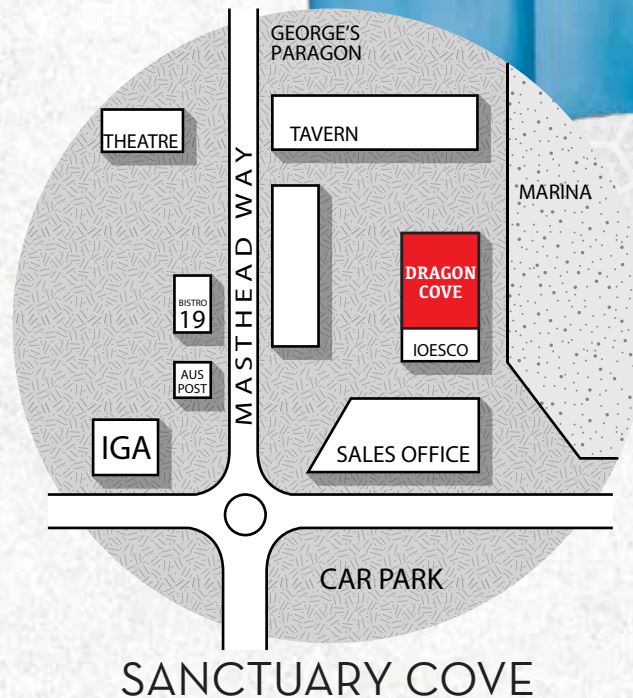 GEORGE'S
PARAGON
THEATRE
TAVERN
MARINA
MASTHEAD WAY
DRAGON
COVE
BISTRO
19
IOESCO
AUS
POST
IGA
SALES OFFICE
CAR PARK
SANCTUARY COVE